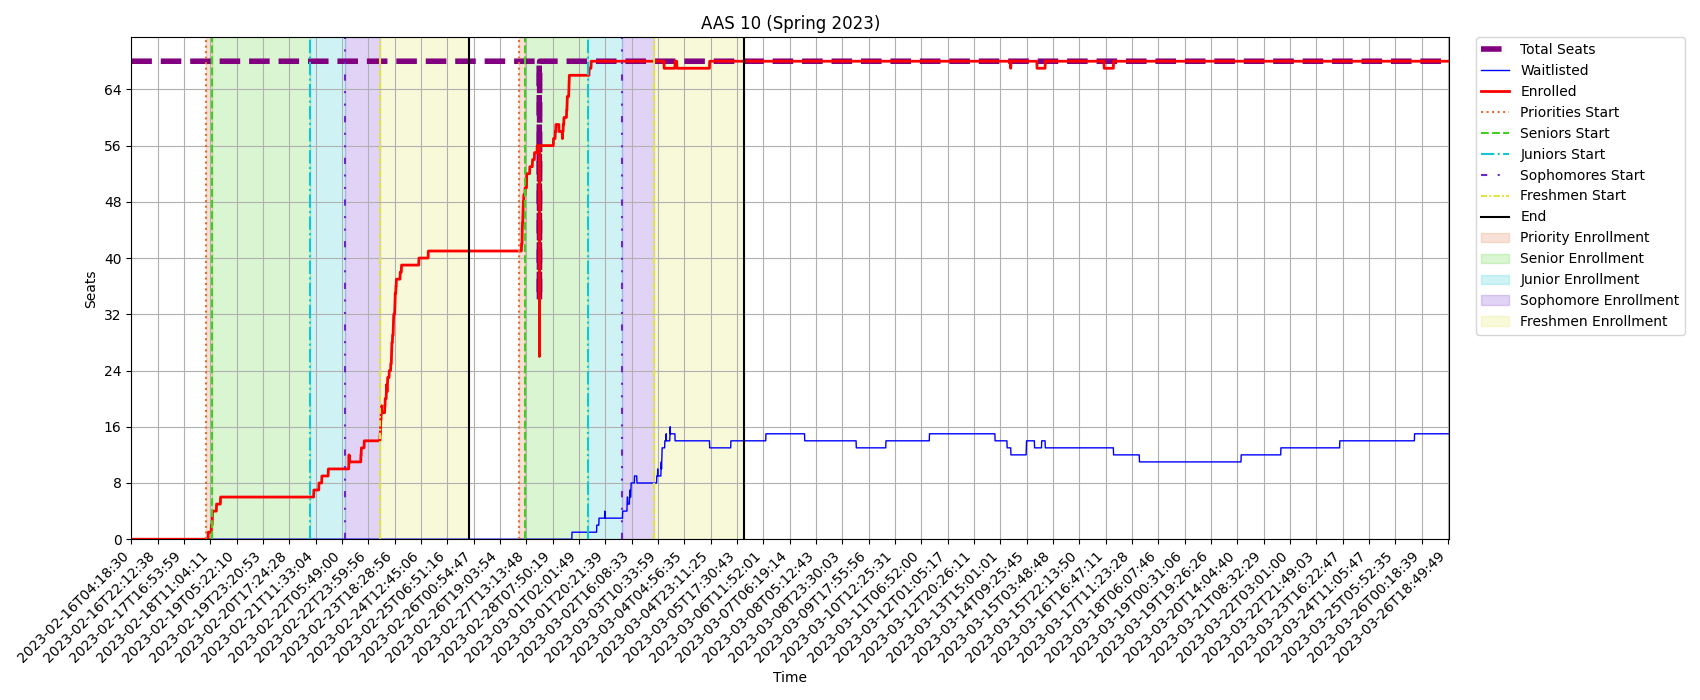 AAS 10 (Spring 2023)
Seats
64
56
48
40
32
24
16
8
0
2023-02-16T04:18:30
2023-02-16T22:12:38
2023-02-17T16:53:59
2023-02-18T11:04:11
2023-02-19T05:22:10
2023-02-19T23:20:53
2023-02-20T17:24:28
2023-02-21T11:33:04
2023-02-22T05:49:00
2023-02-22T23:59:56
2023-02-23T18:28:56
2023-02-24T12:45:06
2023-02-25T06:51:16
2023-02-26T00:54:47
2023-02-26T19:03:54
2023-02-27T13:13:48
2023-02-28T07:50:19
2023-03-01T02:01:49
2023-03-01T20:21:39
2023-03-02T16:08:33
2023-03-03T10:33:59
2023-03-04T04:56:35
2023-03-04T23:11:25
2023-03-05T17:30:43
2023-03-06T11:52:01
2023-03-07T06:19:14
2023-03-08T05:12:43
2023-03-08T23:30:03
2023-03-09T17:55:56
2023-03-10T12:25:31
2023-03-11T06:52:00
2023-03-12T01:05:17
2023-03-12T20:26:11
2023-03-13T15:01:01
2023-03-14T09:25:45
2023-03-15T03:48:48
2023-03-15T22:13:50
2023-03-16T16:47:11
2023-03-17T11:23:28
2023-03-18T06:07:46
2023-03-19T00:31:06
2023-03-19T19:26:26
2023-03-20T14:04:40
2023-03-21T08:32:29
2023-03-22T03:01:00
2023-03-22T21:49:03
2023-03-23T16:22:47
2023-03-24T11:05:47
2023-03-25T05:52:35
2023-03-26T00:18:39
2023-03-26T18:49:49
Time
Total Seats
Waitlisted
Enrolled
Priorities Start
Seniors Start
Juniors Start
Sophomores Start
Freshmen Start
End
Priority Enrollment
Senior Enrollment
Junior Enrollment
Sophomore Enrollment
Freshmen Enrollment